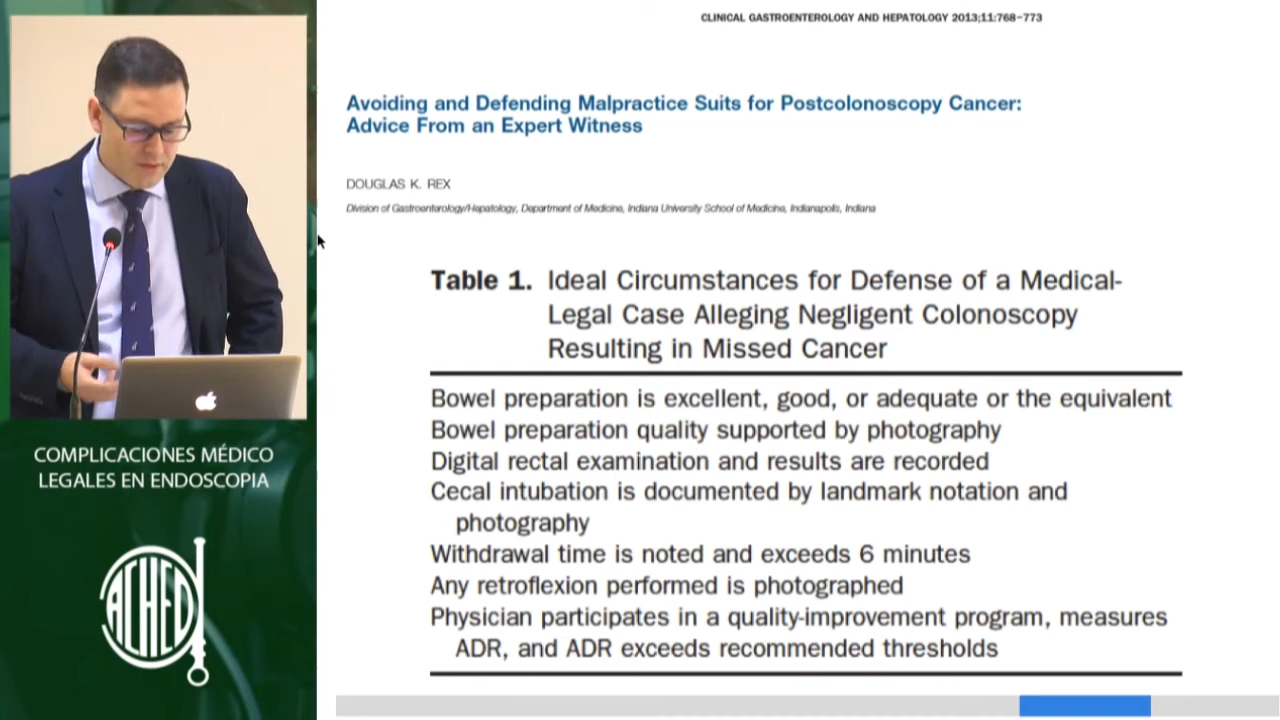 CLINICAL GASTROENTEROLOGY AND HEPATOLOGY 2013;11:768–773
Avoiding and Defending Malpractice Suits for Postcolonoscopy Cancer:
Advice From an Expert Witness
DOUGLAS K. REX
Division of Gastroenterology/Hepatology, Department of Medicine, Indiana University School of Medicine, Indianapolis, Indiana
Table 1. Ideal Circumstances for Defense of a Medical-
Legal Case Alleging Negligent Colonoscopy
Resulting in Missed Cancer
Bowel preparation is excellent, good, or adequate or the equivalent
Bowel preparation quality supported by photography
Digital rectal examination and results are recorded
Cecal intubation is documented by landmark notation and
photography
Withdrawal time is noted and exceeds 6 minutes
Any retroflexion performed is photographed
Physician participates in a quality-improvement program, measures
ADR, and ADR exceeds recommended thresholds
COMPLICACIONES MÉDICO
LEGALES EN ENDOSCOPIA
ACHED